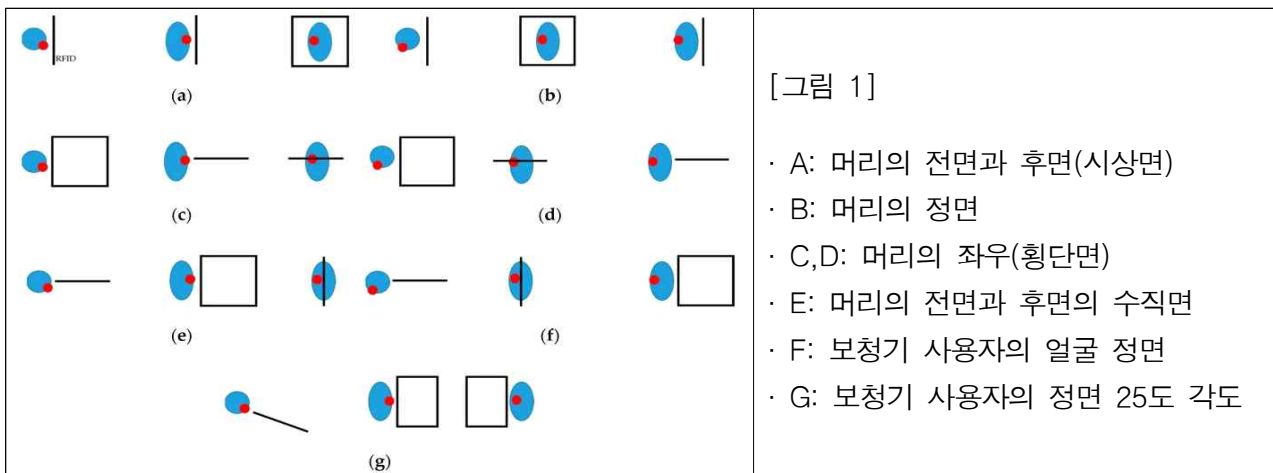 RFID
(a)
(b)
(c)
(d)
(e)
(f)
(g)
[그림 1]
· A: 머리의 전면과 후면(시상면)
· B: 머리의 정면
· C,D: 머리의 좌우(횡단면)
· E: 머리의 전면과 후면의 수직면
· F: 보청기 사용자의 얼굴 정면
· G: 보청기 사용자의 정면 25도 각도